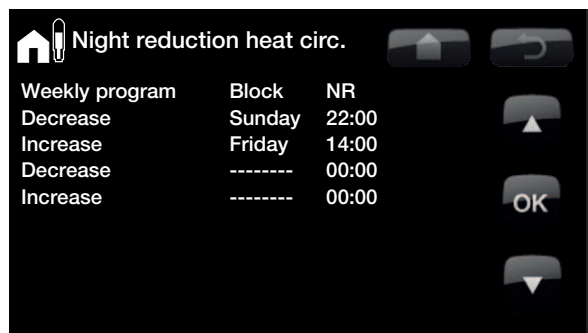 Night reduction heat circ.
Weekly program Block NR
Decrease Sunday 22:00
Increase Friday 14:00
Decrease -------- 00:00
Increase -------- 00:00
OK